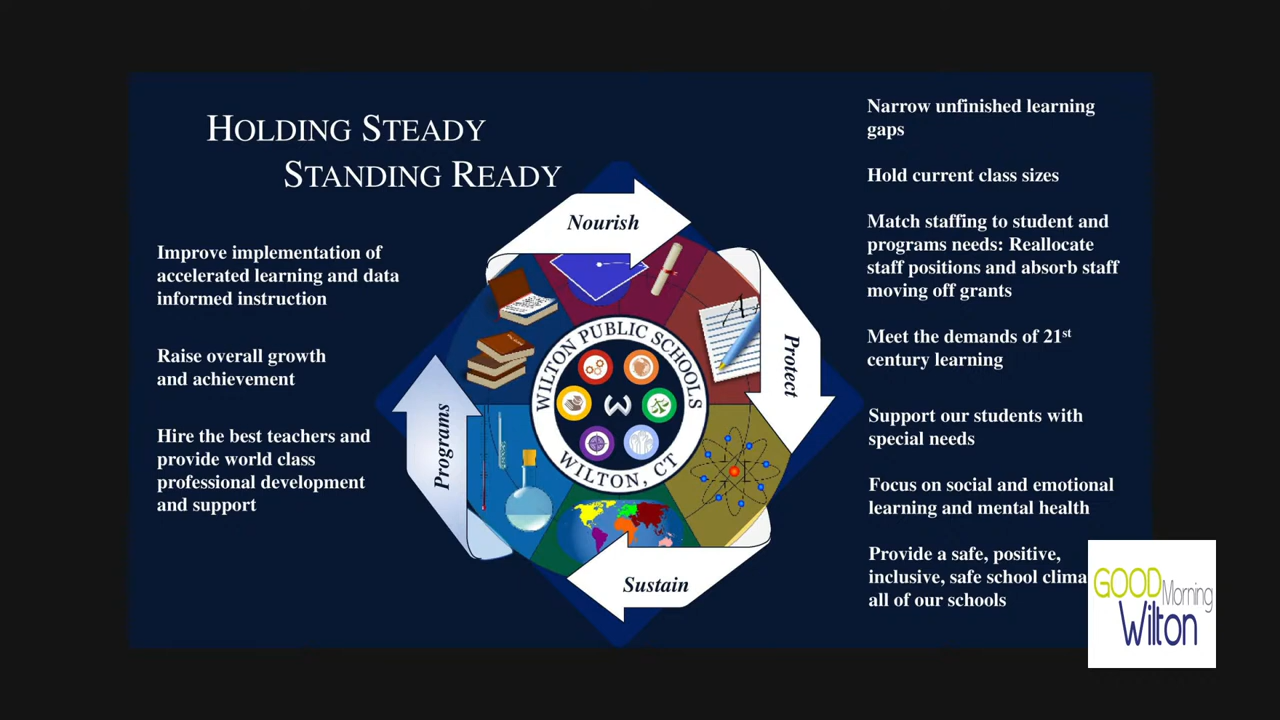 HOLDING STEADY
STANDING READY
Improve implementation of
accelerated learning and data
informed instruction
Raise overall growth
and achievement
Hire the best teachers and
provide world class
professional development
and support
Nourish
Protect
Sustain
Programs
WILTON PUBLIC SCHOOLS
WILTON, CT
Narrow unfinished learning
gaps
Hold current class sizes
Match staffing to student and
programs needs: Reallocate
staff positions and absorb staff
moving off grants
Meet the demands of 21st
century learning
Support our students with
special needs
Focus on social and emotional
learning and mental health
Provide a safe, positive,
inclusive, safe school clima
all of our schools
GOOD Morning
Wilton